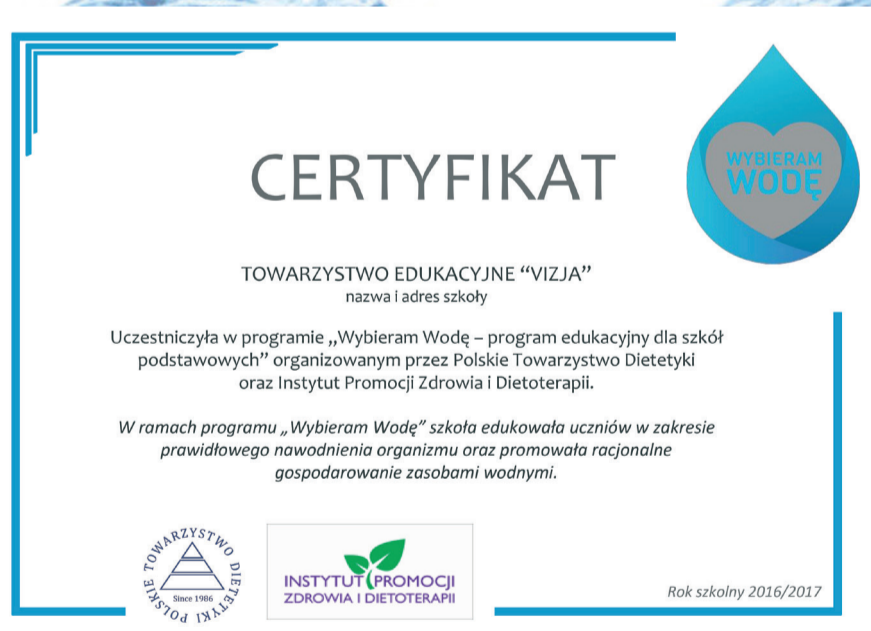 CERTYFIKAT
WYBIERAM
WODĘ
TOWARZYSTWO EDUKACYJNE “VIZJA”
nazwa i adres szkoły
Uczestniczyła w programie „Wybieram Wodę – program edukacyjny dla szkół
podstawowych” organizowanym przez Polskie Towarzystwo Dietetyki
oraz Instytut Promocji Zdrowia i Dietoterapii.
W ramach programu „Wybieram Wodę” szkoła edukowała uczniów w zakresie
prawidłowego nawodnienia organizmu oraz promowała racjonalne
gospodarowanie zasobami wodnymi.
POLSKIE TOWARZYSTWO DIETETYKI
Since 1986
INSTYTUT PROMOCJI
ZDROWIA I DIETOTERAPII
Rok szkolny 2016/2017